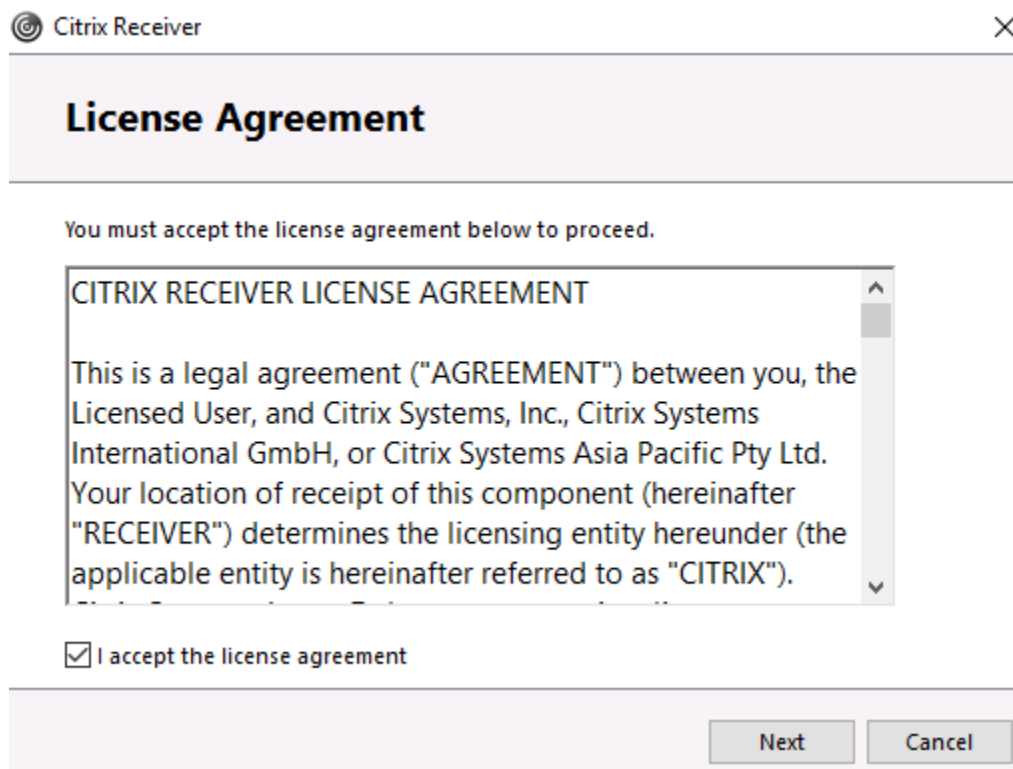 Citrix Receiver
License Agreement
You must accept the license agreement below to proceed.
CITRIX RECEIVER LICENSE AGREEMENT
This is a legal agreement ("AGREEMENT") between you, the
Licensed User, and Citrix Systems, Inc., Citrix Systems
International GmbH, or Citrix Systems Asia Pacific Pty Ltd.
Your location of receipt of this component (hereinafter
"RECEIVER") determines the licensing entity hereunder (the
applicable entity is hereinafter referred to as "CITRIX").
I accept the license agreement
Next
Cancel